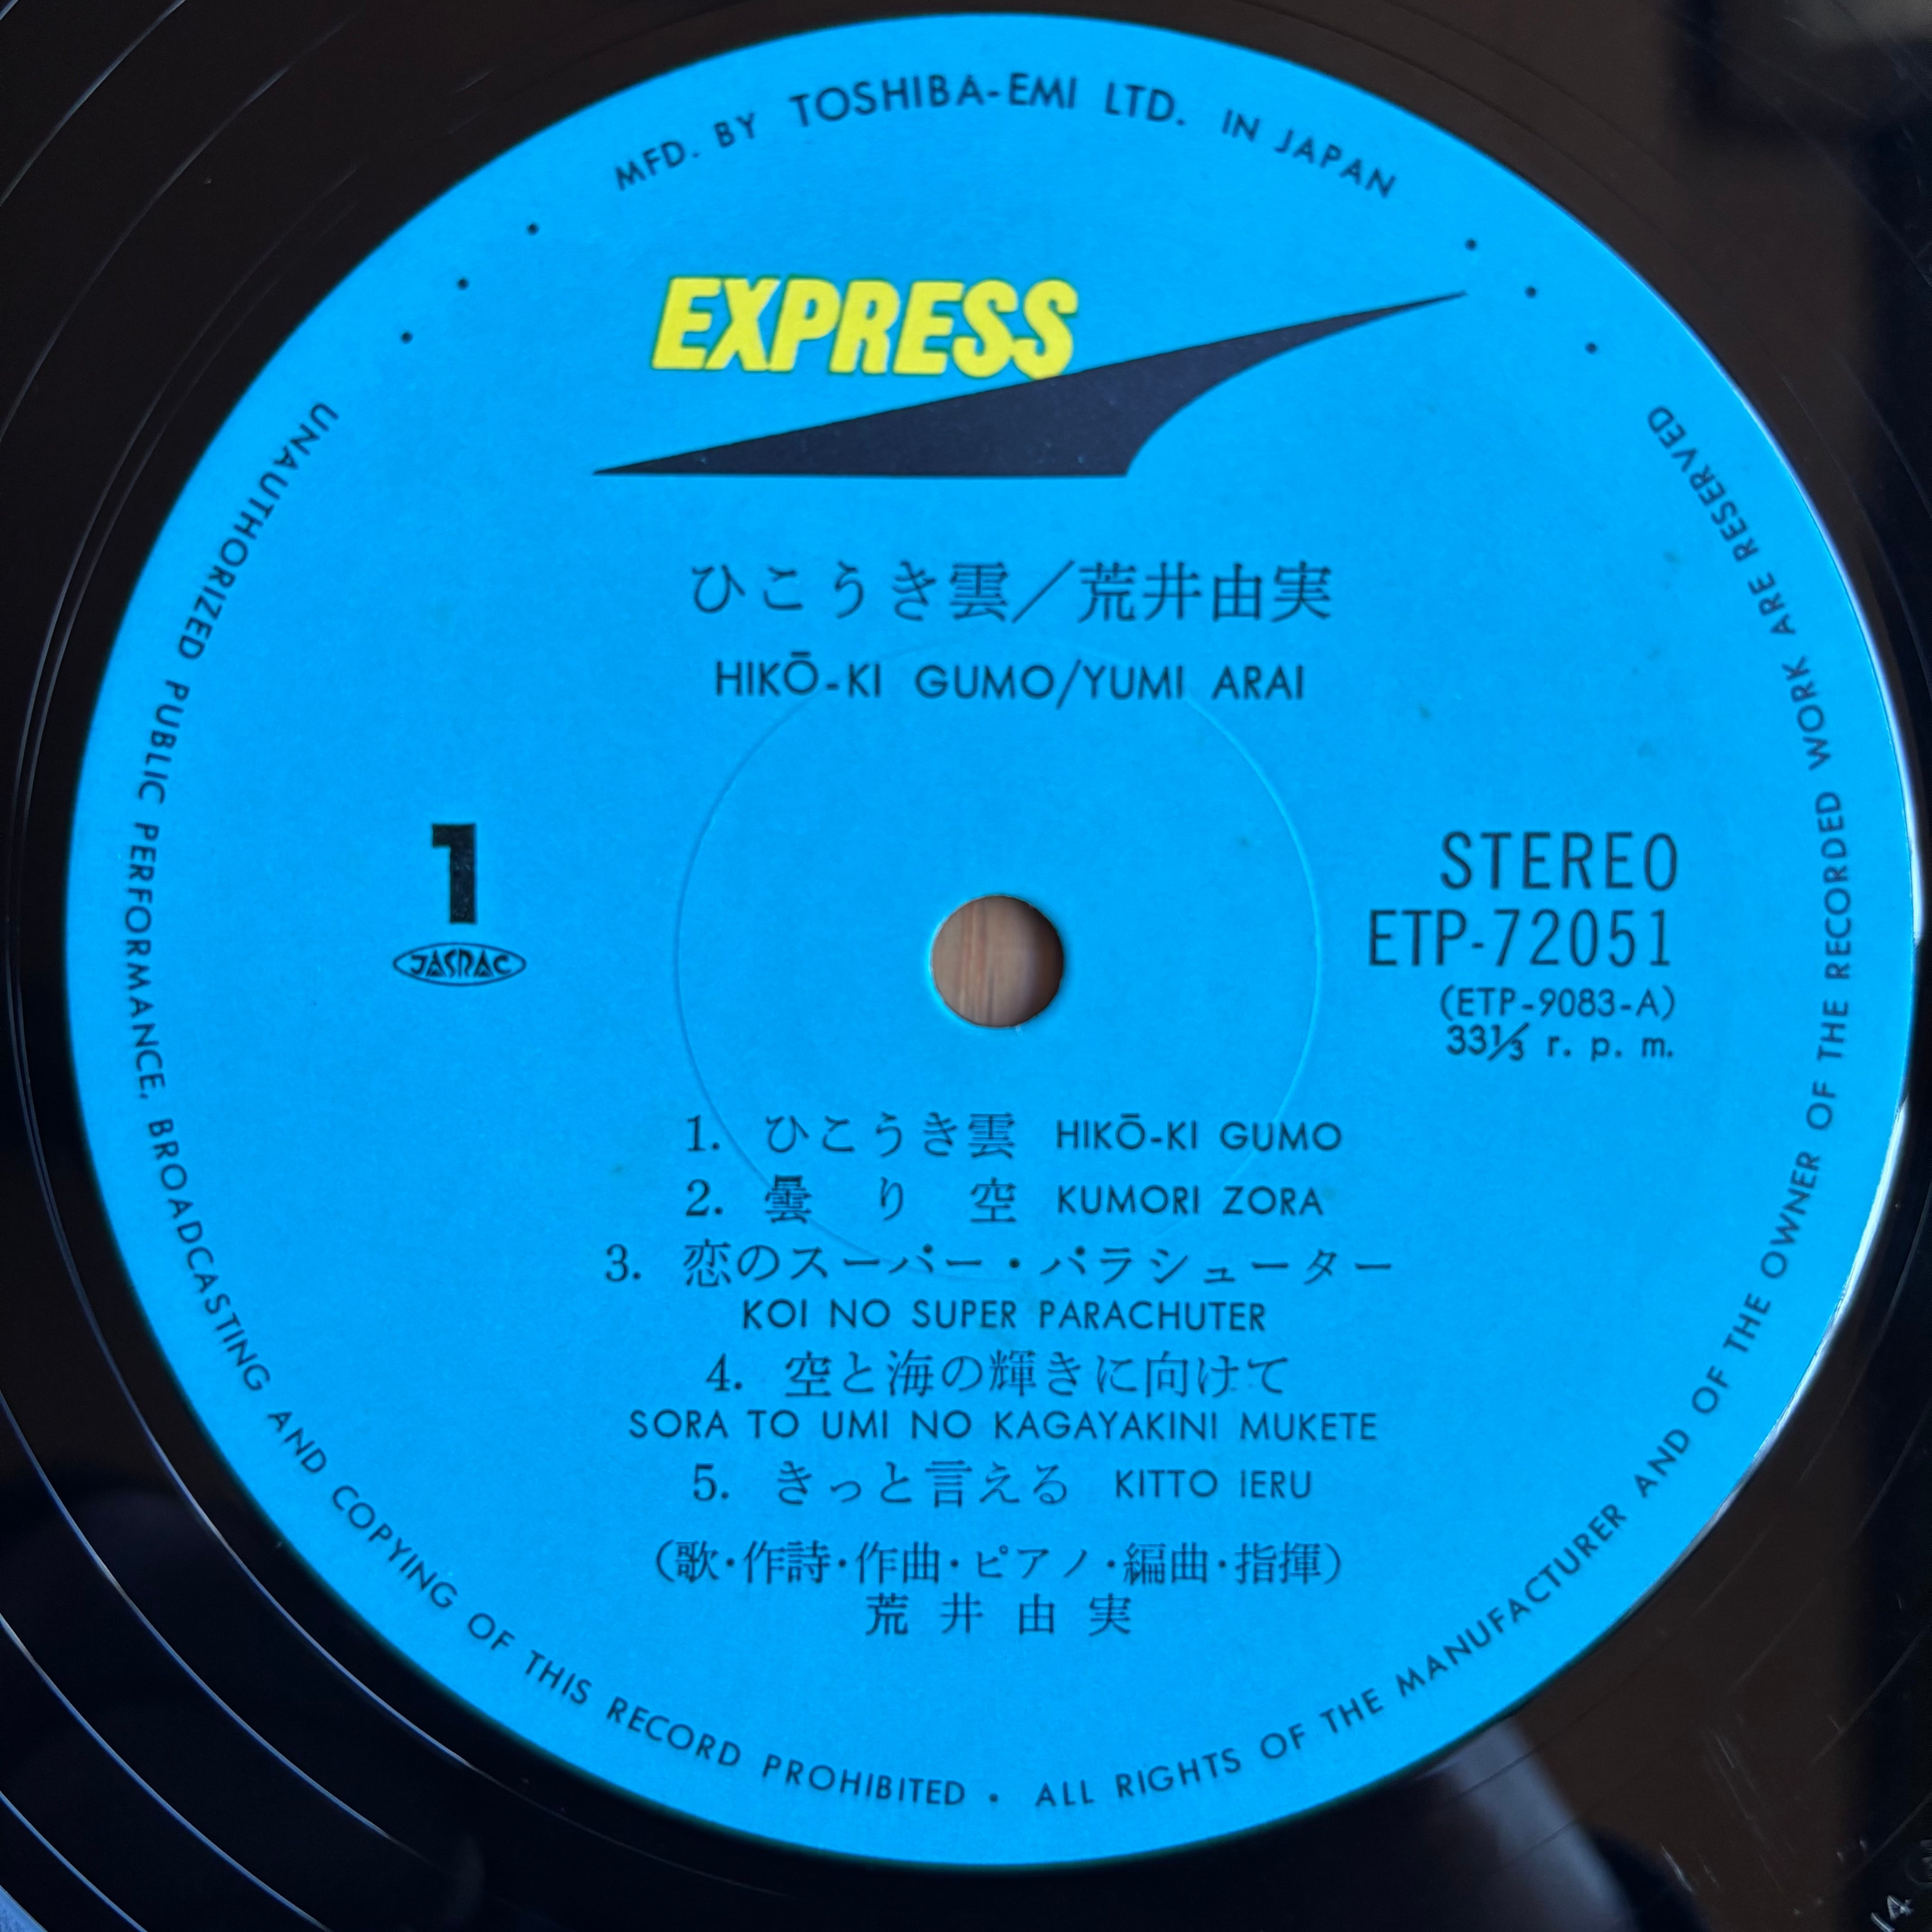 MFD. BY TOSHIBA-EMI LTD. IN JAPAN
EXPRESS
ひこうき雲／荒井由実
HIKŌ-KI GUMO/YUMI ARAI
1
JASRAC
STEREO
ETP-72051
(ETP-9083-A)
33⅓ r. p. m.
1. ひこうき雲 HIKŌ-KI GUMO
2. 曇り空 KUMORI ZORA
3. 恋のスーパー・パラシューター
KOI NO SUPER PARACHUTER
4. 空と海の輝きに向けて
SORA TO UMI NO KAGAYAKINI MUKETE
5. きっと言える KITTO IERU
（歌・作詩・作曲・ピアノ・編曲・指揮）
荒井由実
UNAUTHORIZED PUBLIC PERFORMANCE, BROADCASTING AND COPYING OF THIS RECORD PROHIBITED • ALL RIGHTS OF THE MANUFACTURER AND OF THE OWNER OF THE RECORDED WORK ARE RESERVED
14